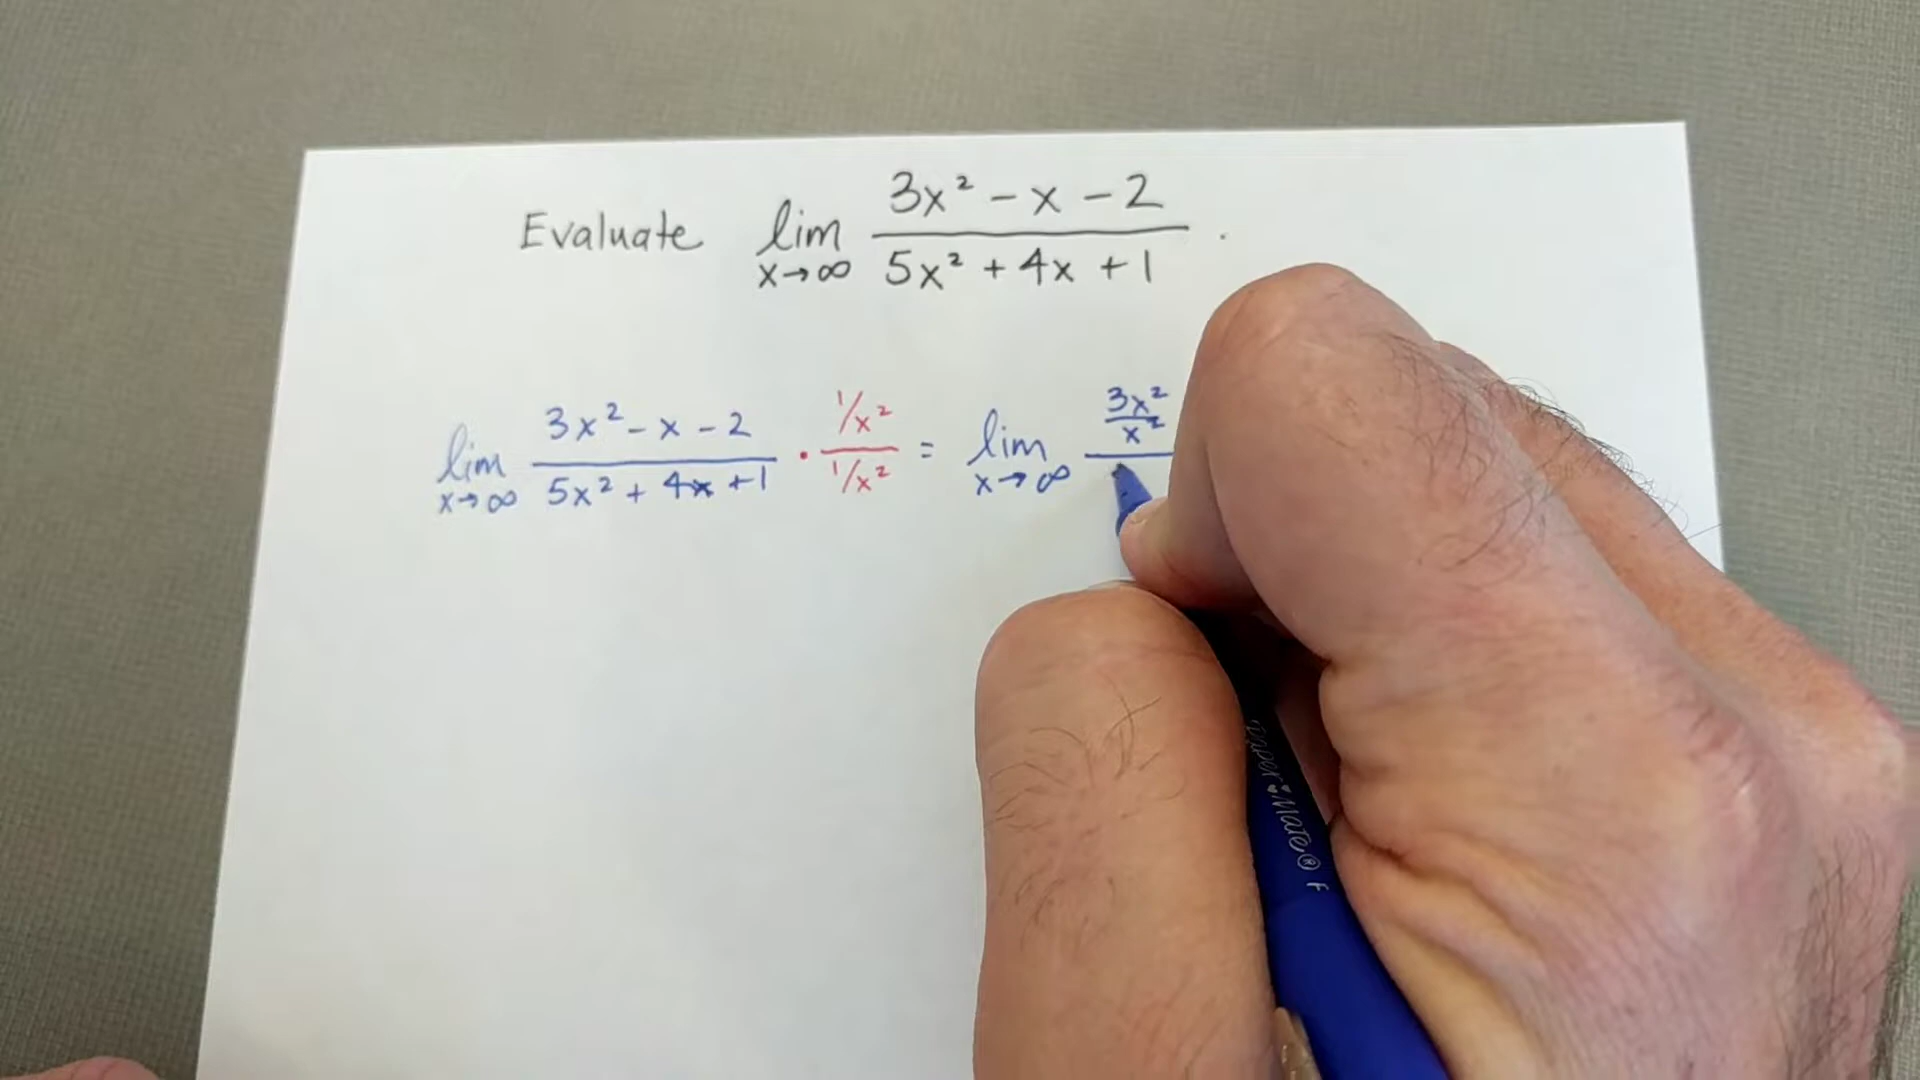 Evaluate lim x→∞ (3x² - x - 2)/(5x² + 4x + 1) .
lim x→∞ (3x² - x - 2)/(5x² + 4x + 1) · (1/x²)/(1/x²) = lim x→∞ 3x²/x²
Paper Mate® F